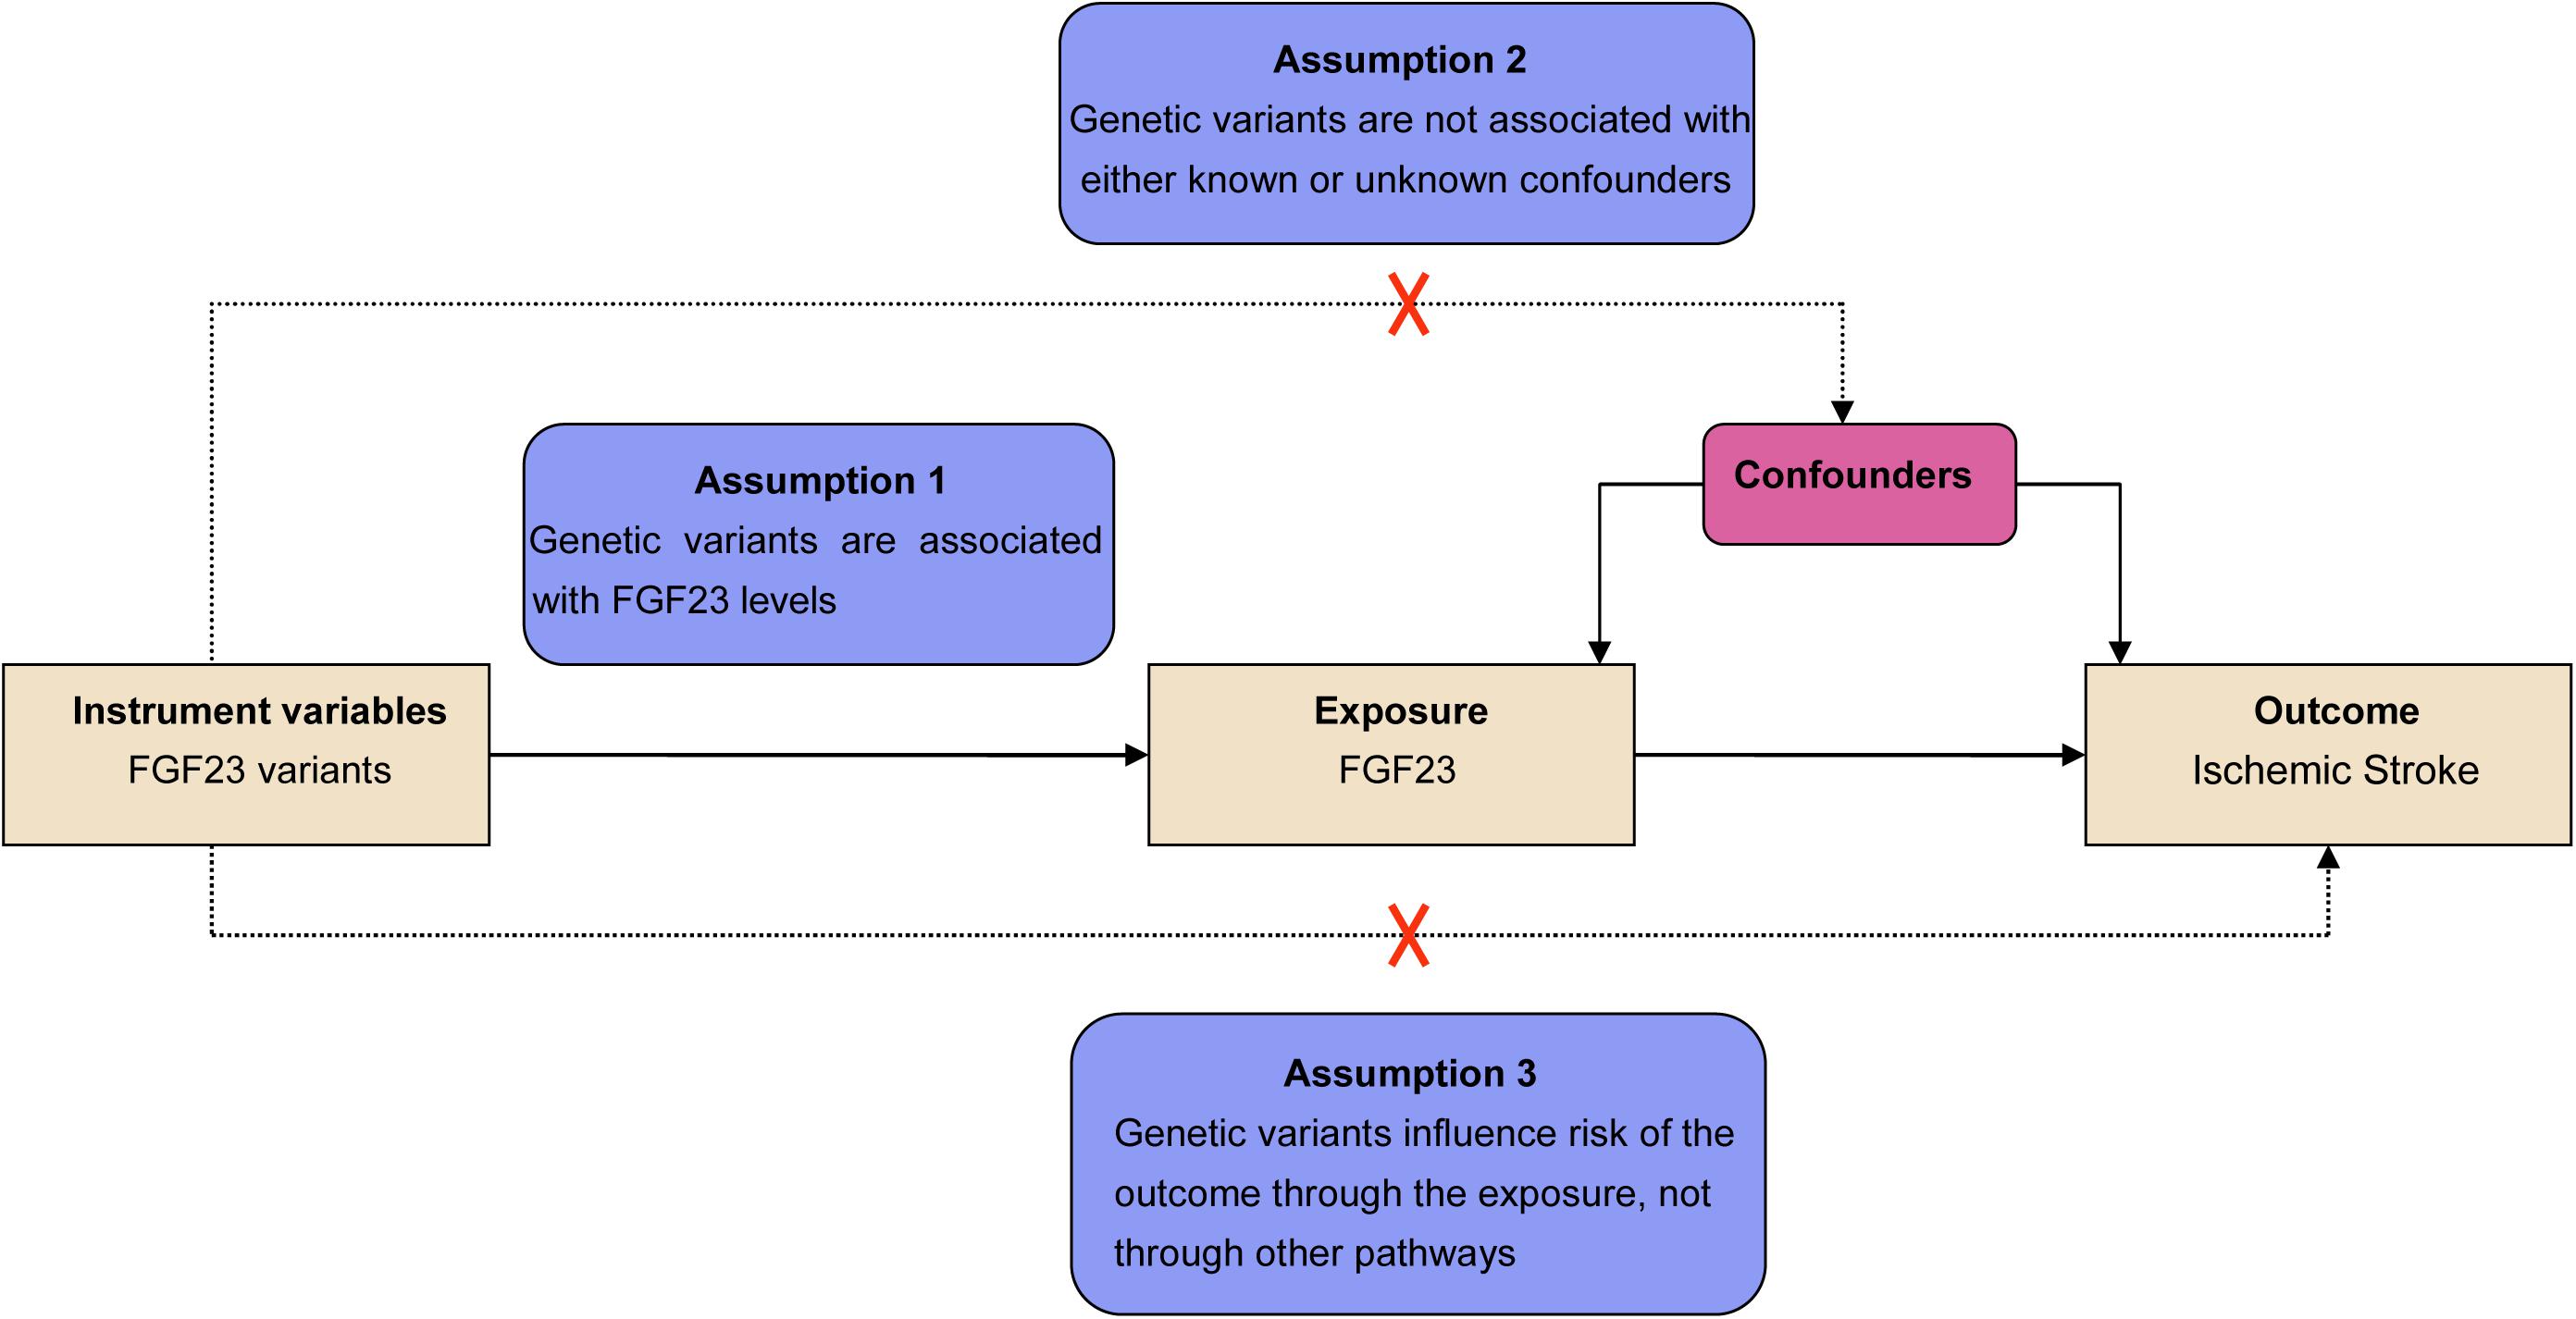 Assumption 2
Genetic variants are not associated with
either known or unknown confounders
Assumption 1
Genetic variants are associated
with FGF23 levels
Confounders
Instrument variables
FGF23 variants
Exposure
FGF23
Outcome
Ischemic Stroke
Assumption 3
Genetic variants influence risk of the
outcome through the exposure, not
through other pathways